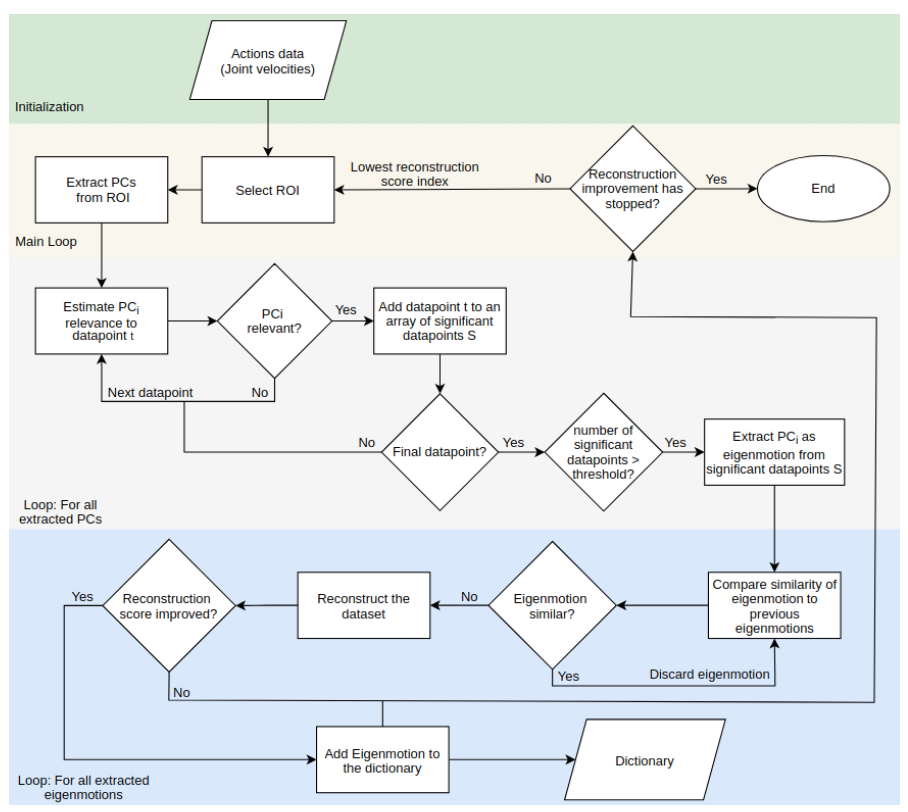 Actions data
(Joint velocities)
Initialization
Extract PCs
from ROI
Select ROI
Lowest reconstruction
score index
No
Reconstruction
improvement has
stopped?
Yes
End
Main Loop
Estimate PCi
relevance to
datapoint t
PCi
relevant?
Yes
Add datapoint t to an
array of significant
datapoints S
Next datapoint
No
No
Final datapoint?
Yes
number of
significant
datapoints >
threshold?
Yes
Extract PCi as
eigenmotion from
significant datapoints S
Loop: For all
extracted PCs
Yes
Reconstruction
score improved?
Reconstruct the
dataset
No
Eigenmotion
similar?
Compare similarity of
eigenmotion to
previous
eigenmotions
Yes
Discard eigenmotion
No
Add Eigenmotion to
the dictionary
Dictionary
Loop: For all extracted
eigenmotions